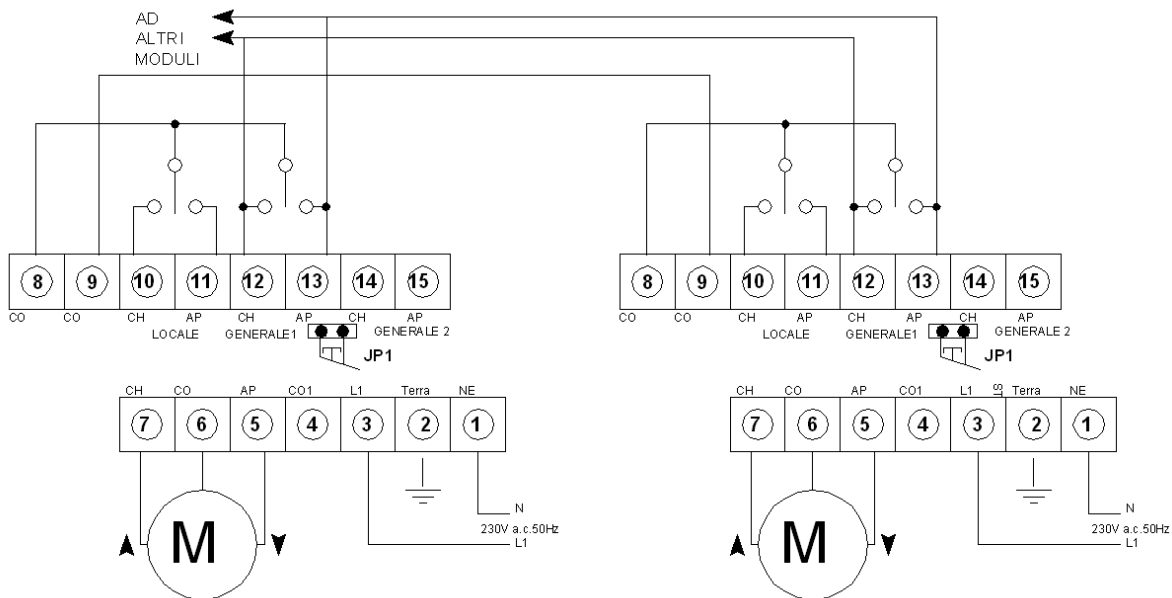 AD
ALTRI
MODULI
8 9 10 11 12 13 14 15
CO CO CH AP CH AP CH AP
LOCALE GENERALE1 GENERALE 2
JP1
CH CO AP CO1 L1 Terra NE
7 6 5 4 3 2 1
M
N
230V a.c.50Hz
L1
8 9 10 11 12 13 14 15
CO CO CH AP CH AP CH AP
LOCALE GENERALE1 GENERALE 2
JP1
CH CO AP CO1 L1 ST Terra NE
7 6 5 4 3 2 1
M
N
230V a.c.50Hz
L1